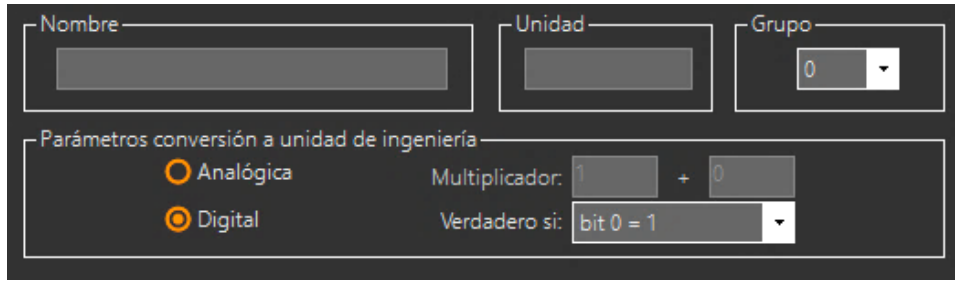 Nombre
Unidad
Grupo
0
Parámetros conversión a unidad de ingeniería
Analógica
Multiplicador: 1 + 0
Digital
Verdadero si: bit 0 = 1